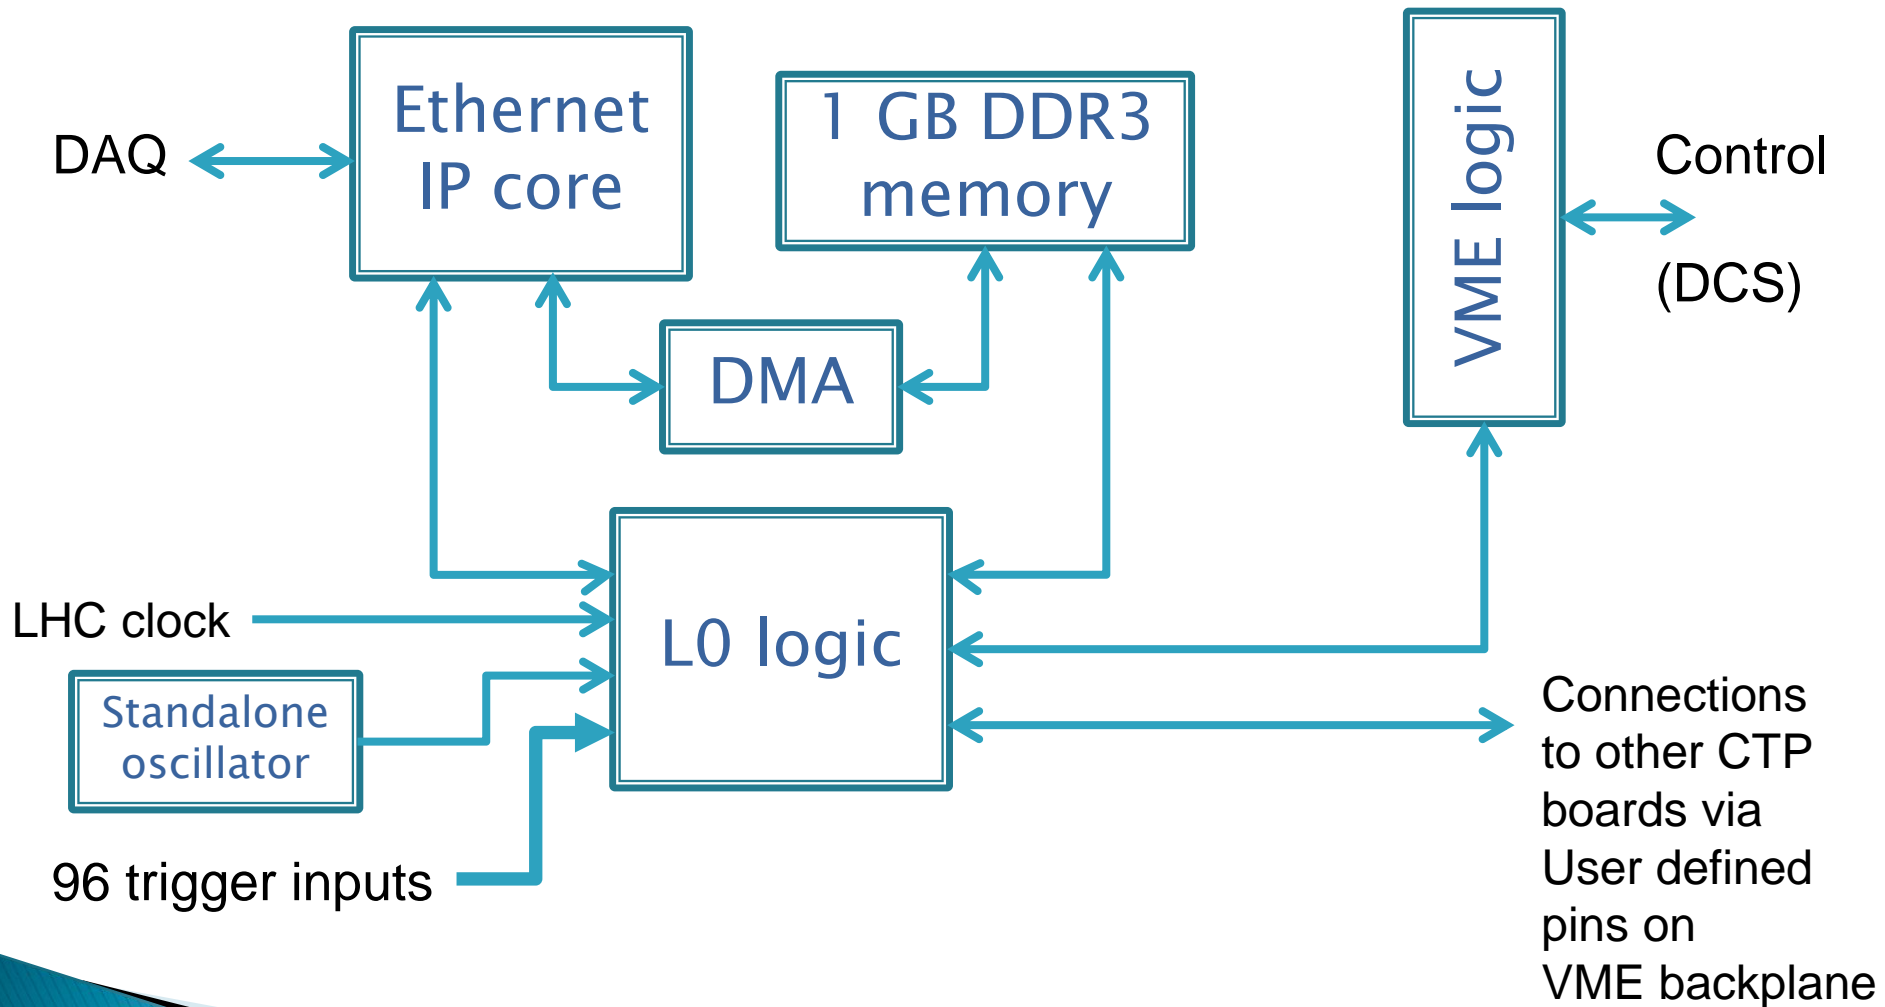 Ethernet
IP core
1 GB DDR3
memory
VME logic
DAQ
Control
(DCS)
DMA
LHC clock
L0 logic
Standalone
oscillator
96 trigger inputs
Connections
to other CTP
boards via
User defined
pins on
VME backplane